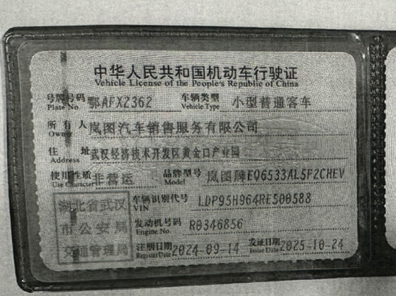 中华人民共和国机动车行驶证
Vehicle License of the People's Republic of China
号牌号码 Plate No. 鄂AFX2362 车辆类型 Vehicle Type 小型普通客车
所有人 Owner 岚图汽车销售服务有限公司
住址 Address 武汉经济技术开发区黄金口产业园
使用性质 Use Character 非营运 品牌型号 Model 岚图牌EQ6533AL5F2CHEV
湖北省武汉 车辆识别代号 VIN LDP95H964RE500588
市公安局 发动机号码 Engine No. R0346856
交通管理局 注册日期 Register Date 2024-09-14 发证日期 Issue Date 2025-10-24